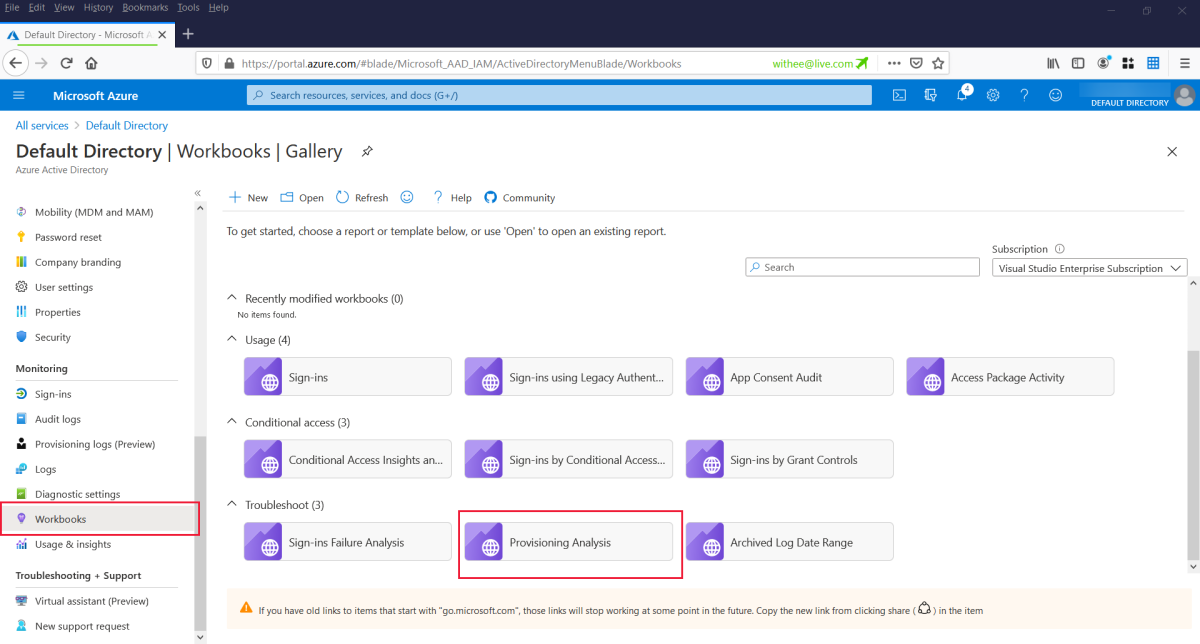 File Edit View History Bookmarks Tools Help
Default Directory - Microsoft A
https://portal.azure.com/#blade/Microsoft_AAD_IAM/ActiveDirectoryMenuBlade/Workbooks withee@live.com
Microsoft Azure Search resources, services, and docs (G+/) 4 DEFAULT DIRECTORY
All services > Default Directory
Default Directory | Workbooks | Gallery
Azure Active Directory
Mobility (MDM and MAM)
Password reset
Company branding
User settings
Properties
Security
Monitoring
Sign-ins
Audit logs
Provisioning logs (Preview)
Logs
Diagnostic settings
Workbooks
Usage & insights
Troubleshooting + Support
Virtual assistant (Preview)
New support request
New Open Refresh Help Community
To get started, choose a report or template below, or use 'Open' to open an existing report.
Subscription
Search Visual Studio Enterprise Subscription
Recently modified workbooks (0)
No items found.
Usage (4)
Sign-ins Sign-ins using Legacy Authent... App Consent Audit Access Package Activity
Conditional access (3)
Conditional Access Insights an... Sign-ins by Conditional Access... Sign-ins by Grant Controls
Troubleshoot (3)
Sign-ins Failure Analysis Provisioning Analysis Archived Log Date Range
If you have old links to items that start with "go.microsoft.com", those links will stop working at some point in the future. Copy the new link from clicking share ( ) in the item